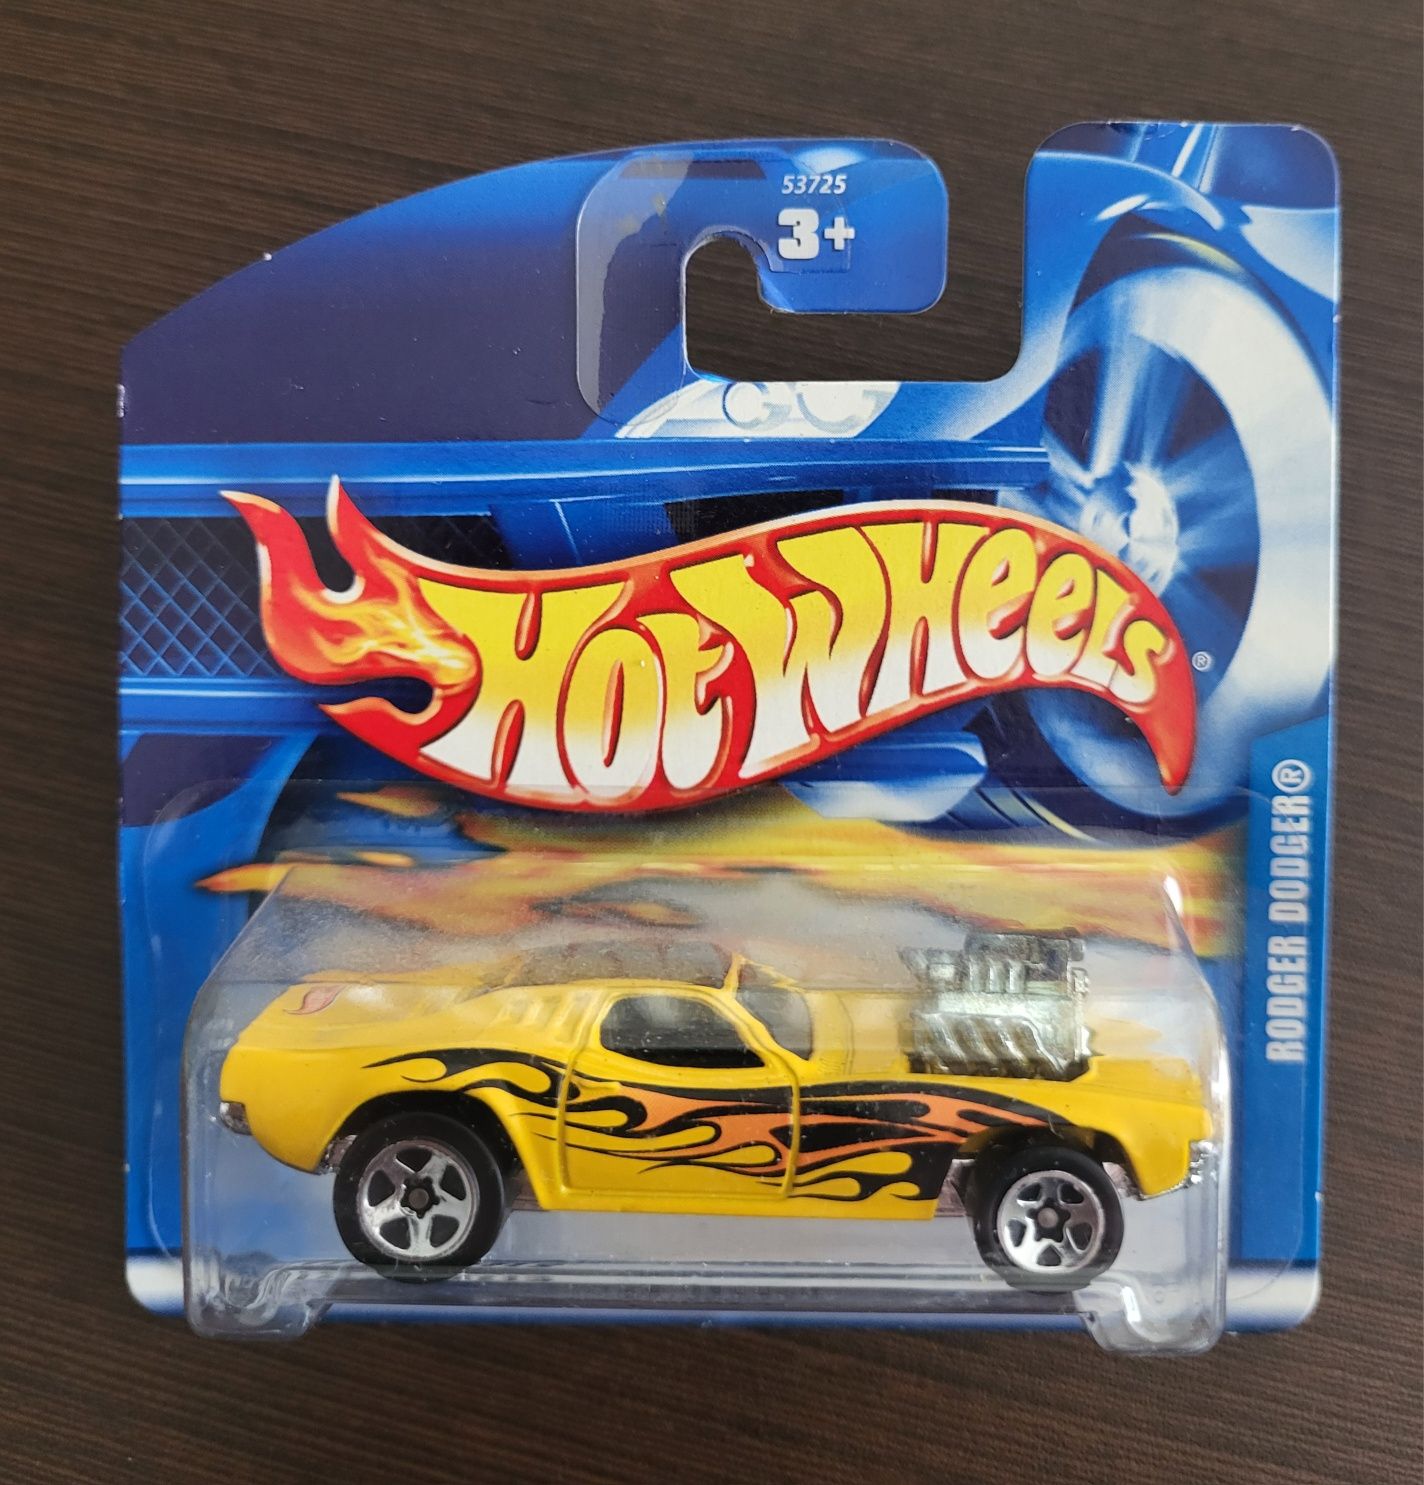 53725
3+
HOT WHEELS ®
RODGER DODGER®